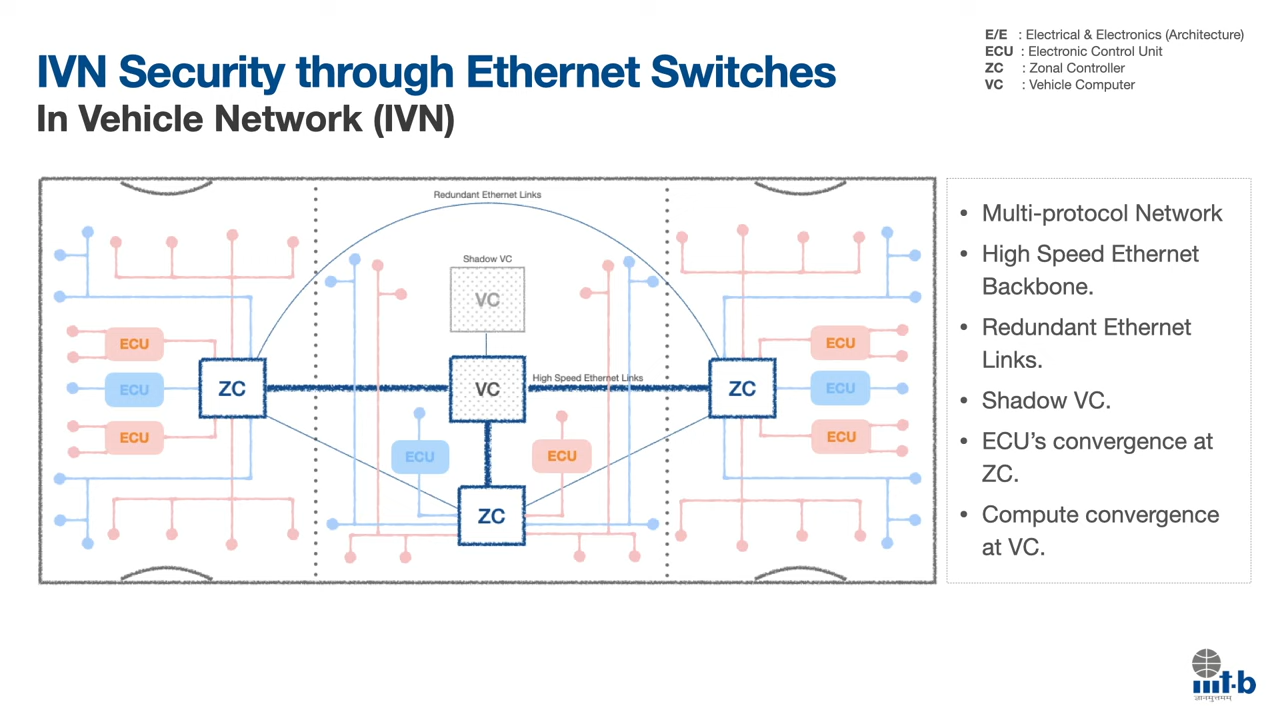 IVN Security through Ethernet Switches
In Vehicle Network (IVN)
E/E : Electrical & Electronics (Architecture)
ECU : Electronic Control Unit
ZC : Zonal Controller
VC : Vehicle Computer
Redundant Ethernet Links
Shadow VC
VC
ECU
ECU
ECU
ZC
VC
High Speed Ethernet Links
ZC
ECU
ECU
ECU
ECU
ECU
ZC
• Multi-protocol Network
• High Speed Ethernet
Backbone.
• Redundant Ethernet
Links.
• Shadow VC.
• ECU’s convergence at
ZC.
• Compute convergence
at VC.
iiit-b
ज्ञानमुत्तमम्